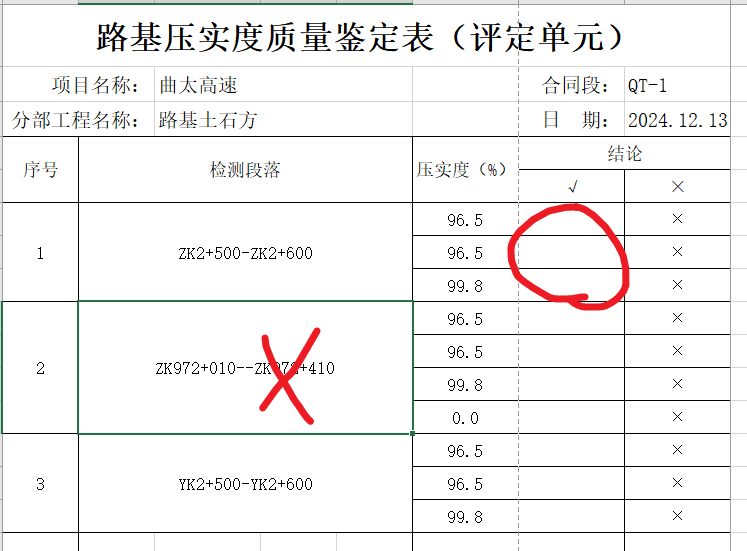 路基压实度质量鉴定表（评定单元）
项目名称： 曲太高速 合同段： QT-1
分部工程名称： 路基土石方 日 期： 2024.12.13
序号 检测段落 压实度（%） 结论
√ ×
1 ZK2+500-ZK2+600 96.5 ×
96.5 ×
99.8 ×
2 ZK972+010--ZK972+410 96.5 ×
96.5 ×
99.8 ×
0.0 ×
3 YK2+500-YK2+600 96.5 ×
96.5 ×
99.8 ×